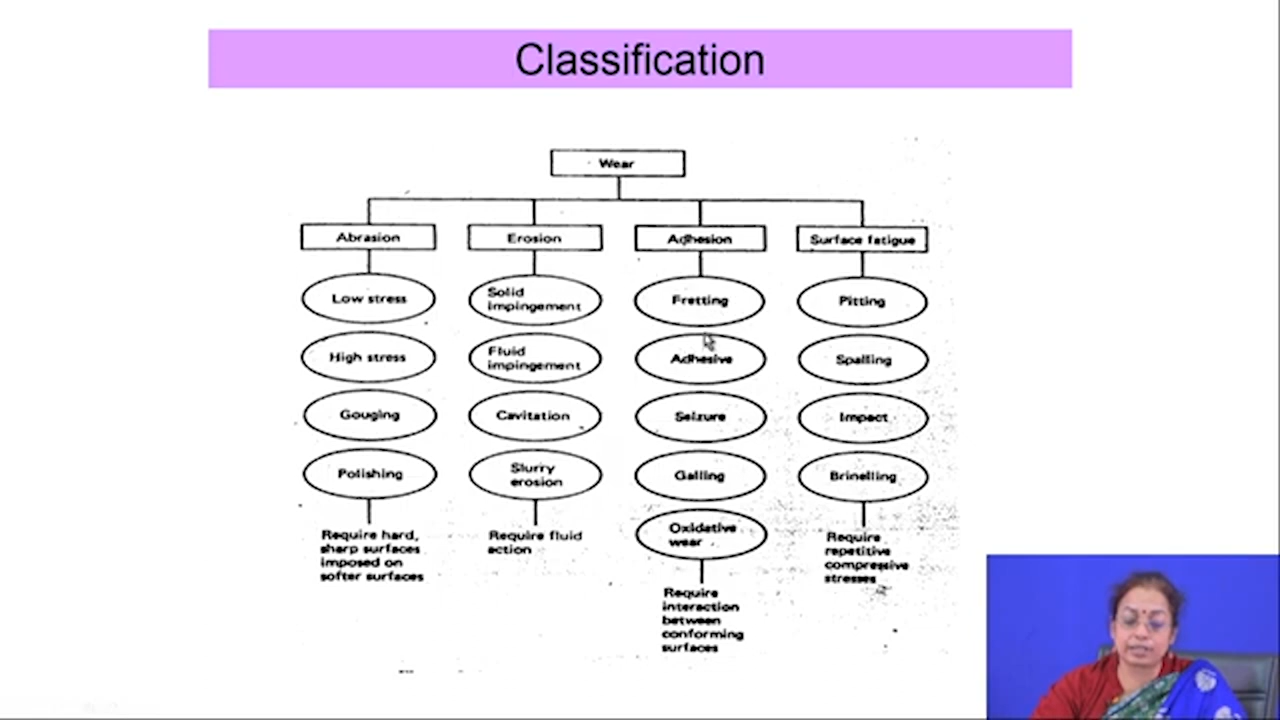 Classification
Wear
Abrasion
Erosion
Adhesion
Surface fatigue
Low stress
Solid
impingement
Fretting
Pitting
High stress
Fluid
impingement
Adhesive
Spalling
Gouging
Cavitation
Seizure
Impact
Polishing
Slurry
erosion
Galling
Brinelling
Oxidative
wear
Require hard,
sharp surfaces
imposed on
softer surfaces
Require fluid
action
Require
interaction
between
conforming
surfaces
Require
repetitive
compressive
stresses